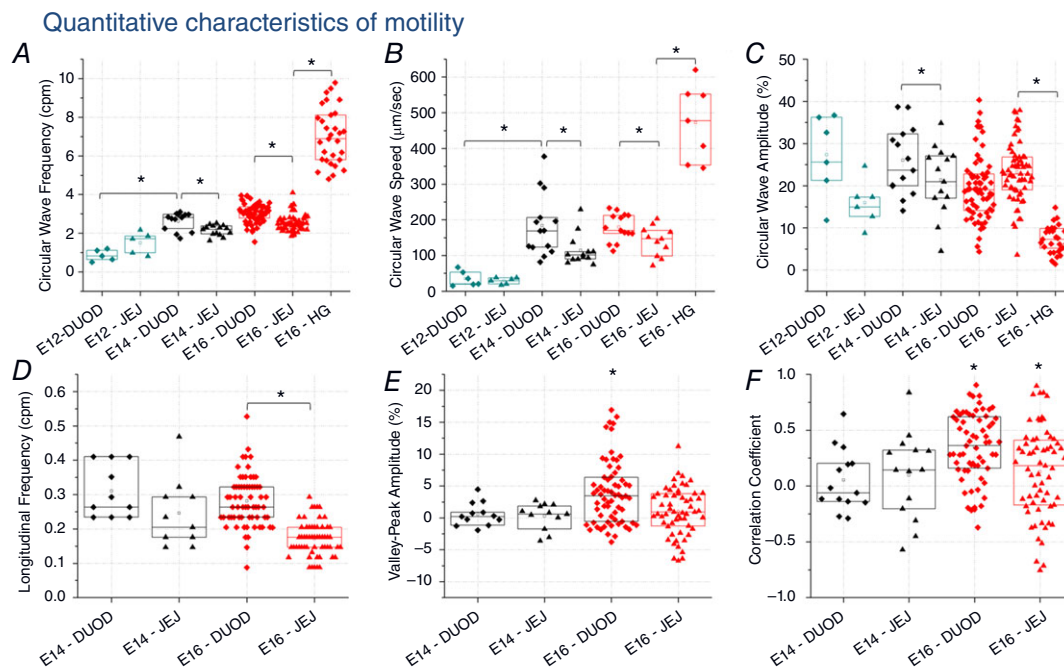 Quantitative characteristics of motility
A
Circular Wave Frequency (cpm)
10
8
6
4
2
0
*
*
*
*
E12-DUOD
E12 - JEJ
E14 - DUOD
E14 - JEJ
E16 - DUOD
E16 - JEJ
E16 - HG
B
Circular Wave Speed (μm/sec)
600
500
400
300
200
100
0
*
*
*
*
E12-DUOD
E12 - JEJ
E14 - DUOD
E14 - JEJ
E16 - DUOD
E16 - JEJ
E16 - HG
C
Circular Wave Amplitude (%)
50
40
30
20
10
0
*
*
E12-DUOD
E12 - JEJ
E14 - DUOD
E14 - JEJ
E16 - DUOD
E16 - JEJ
E16 - HG
D
Longitudinal Frequency (cpm)
0.6
0.5
0.4
0.3
0.2
0.1
0.0
*
E14 - DUOD
E14 - JEJ
E16 - DUOD
E16 - JEJ
E
Valley-Peak Amplitude (%)
20
15
10
5
0
−5
−10
*
E14 - DUOD
E14 - JEJ
E16 - DUOD
E16 - JEJ
F
Correlation Coefficient
1.0
0.5
0.0
−0.5
−1.0
*
*
E14 - DUOD
E14 - JEJ
E16 - DUOD
E16 - JEJ